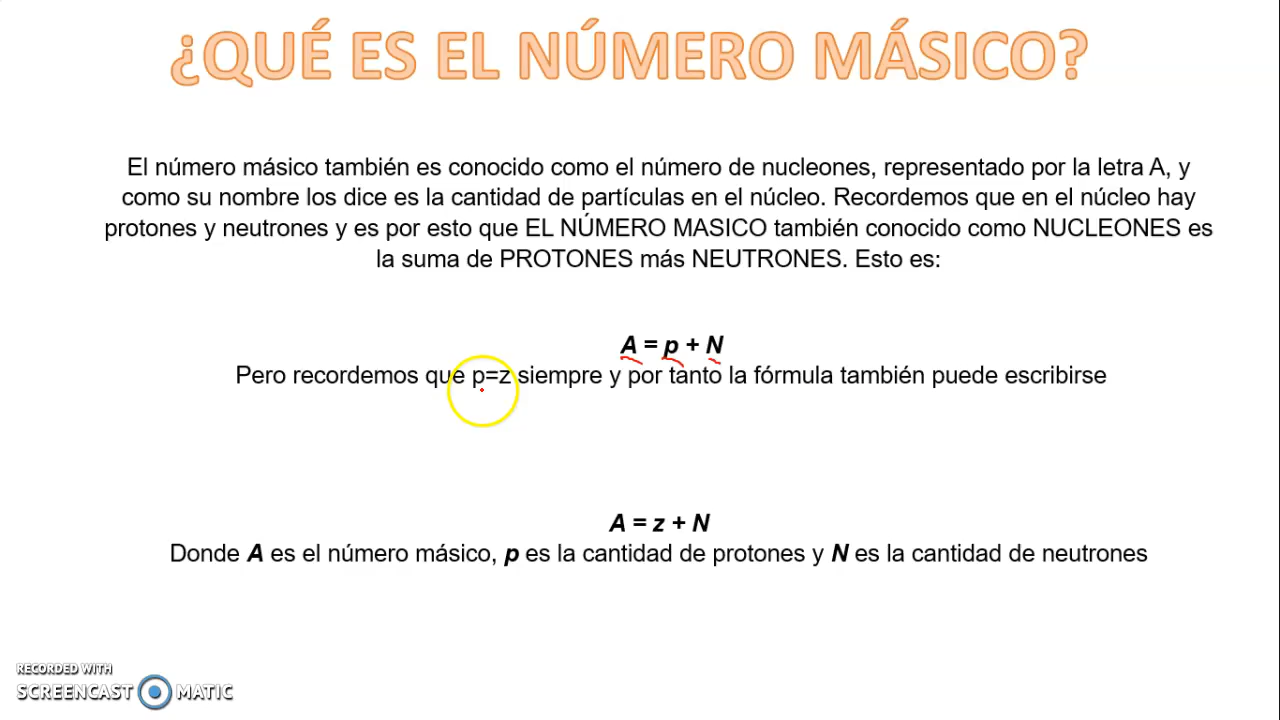 ¿QUÉ ES EL NÚMERO MÁSICO?
El número másico también es conocido como el número de nucleones, representado por la letra A, y
como su nombre los dice es la cantidad de partículas en el núcleo. Recordemos que en el núcleo hay
protones y neutrones y es por esto que EL NÚMERO MASICO también conocido como NUCLEONES es
la suma de PROTONES más NEUTRONES. Esto es:
A = p + N
Pero recordemos que p=z siempre y por tanto la fórmula también puede escribirse
A = z + N
Donde A es el número másico, p es la cantidad de protones y N es la cantidad de neutrones
RECORDED WITH
SCREENCAST MATIC